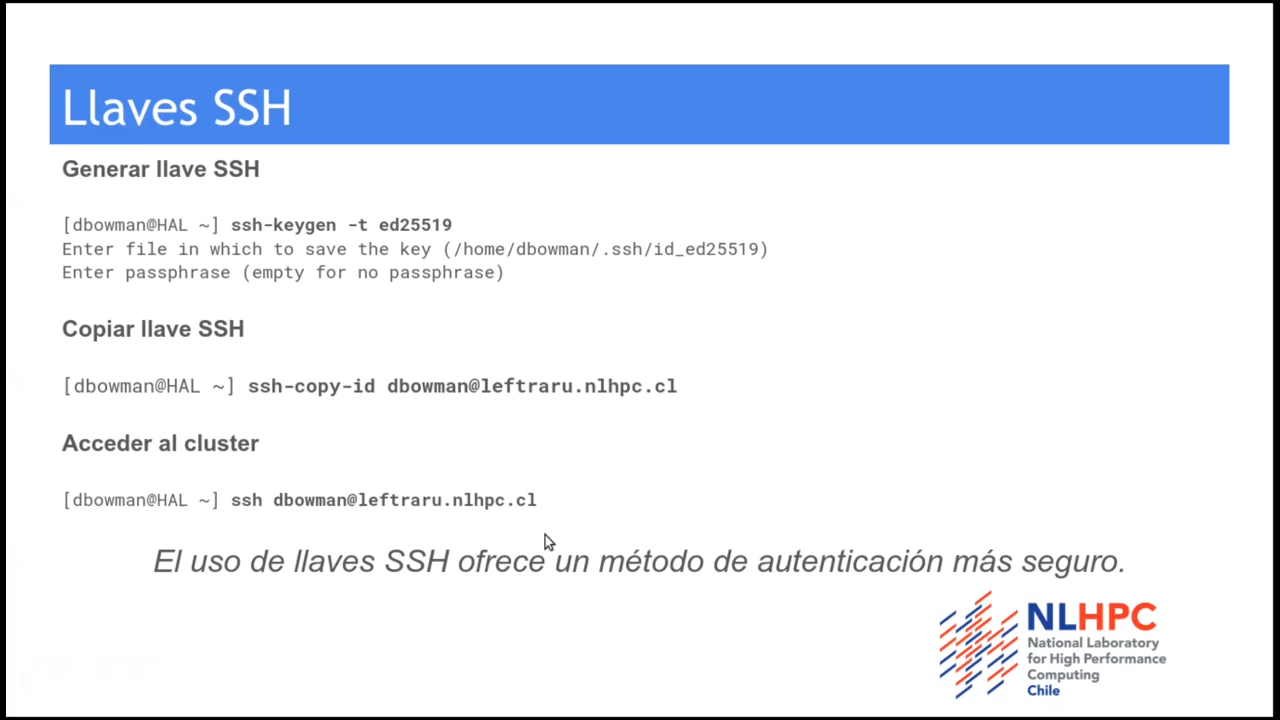 Llaves SSH
Generar llave SSH
[dbowman@HAL ~] ssh-keygen -t ed25519
Enter file in which to save the key (/home/dbowman/.ssh/id_ed25519)
Enter passphrase (empty for no passphrase)
Copiar llave SSH
[dbowman@HAL ~] ssh-copy-id dbowman@leftraru.nlhpc.cl
Acceder al cluster
[dbowman@HAL ~] ssh dbowman@leftraru.nlhpc.cl
El uso de llaves SSH ofrece un método de autenticación más seguro.
NLHPC
National Laboratory
for High Performance
Computing
Chile